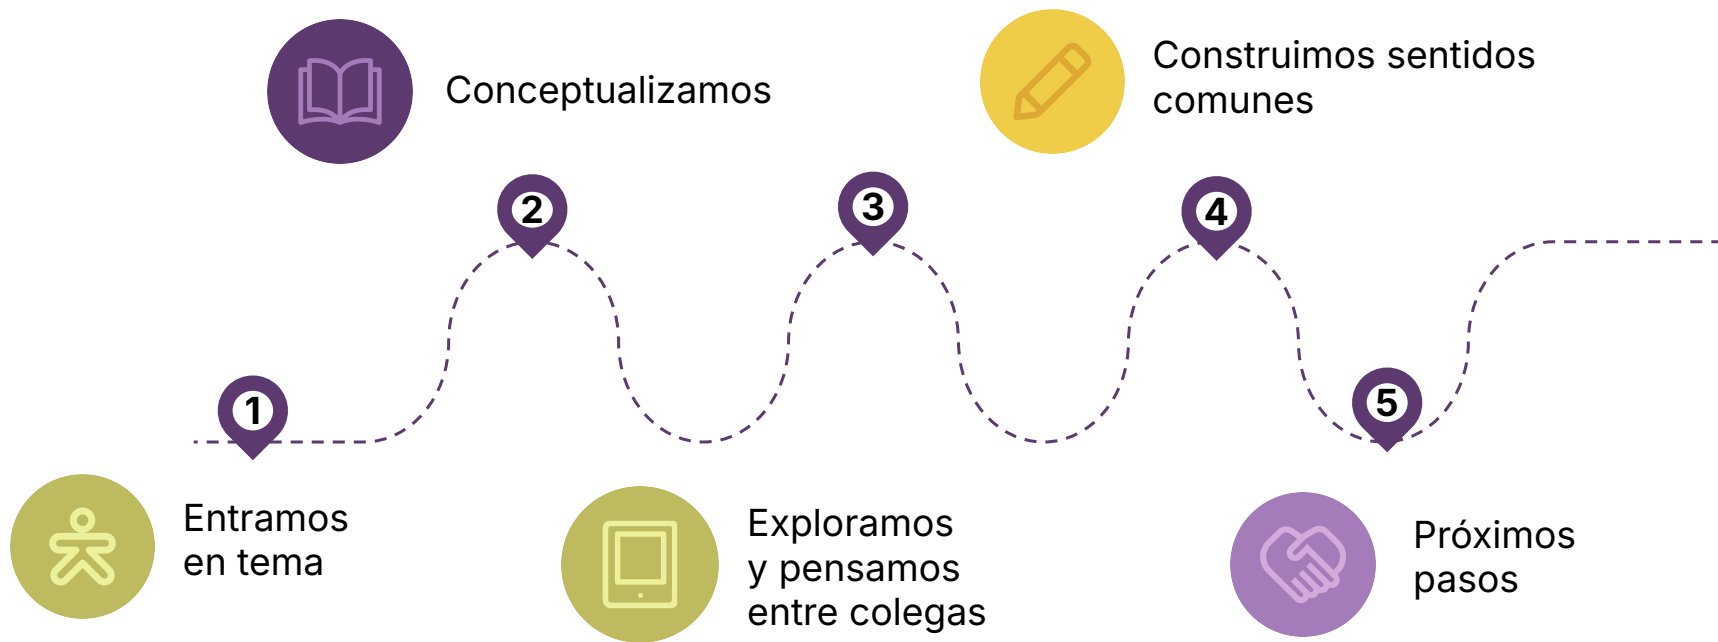 1
Entramos
en tema
2
Conceptualizamos
3
Exploramos
y pensamos
entre colegas
4
Construimos sentidos
comunes
5
Próximos
pasos